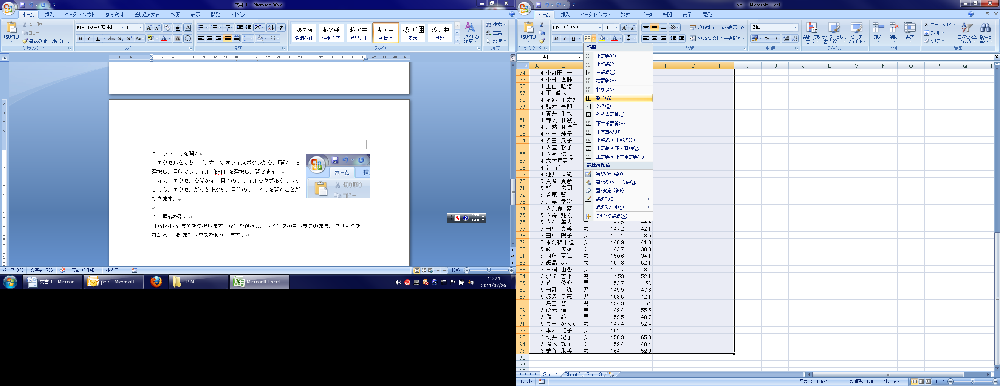 文書 1 - Microsoft Word
ホーム 挿入 ページ レイアウト 参考資料 差し込み文書 校閲 表示 開発 アドイン
貼り付け
切り取り
コピー
書式のコピー/貼り付け
クリップボード
MS ゴシック (見出しの: 10.5
B I U abc x₂ x² Aa
フォント
段落
あア亜 あア亜 あア亜 あア亜 あア亜 あア亜
強調斜体 強調太字 見出し 1 ↵ 標準 表題 副題
スタイルの変更
スタイル
検索
置換
選択
編集
8 6 4 2 2 4 6 8 10 12 14 16 18 20 22 24 26 28 30 32 34 36 38 40 42 44 46 48
1．ファイルを開く
エクセルを立ち上げ、左上のオフィスボタンから、「開く」を
選択し、目的のファイル「bmi」を選択し、開きます。
参考：エクセルを開かず、目的のファイルをダブるクリック
しても、エクセルが立ち上がり、目的のファイルを開くことが
できます。
ホーム 挿
切り取り
コピー
2．罫線を引く
(1)A1～H95 までを選択します。(A1 を選択し、ポインタが白プラスのまま、クリックをし
ながら、H95 までマウスを動かします。
A ? CAPS
KANA
ページ: 3/3 文字数: 766 英語 (米国) 挿入モード 100%
文書 1 - Microso... pc-r - Microsoft... B M I Microsoft Excel ...
13:24
2011/07/26
bmi - Microsoft Excel
ホーム 挿入 ページ レイアウト 数式 データ 校閲 表示 開発
貼り付け
クリップボード
MS Pゴシック 11
B I U
折り返して全体を表示する
セルを結合して中央揃え
配置
標準
数値
条件付き書式 テーブルとして書式設定 セルのスタイル
スタイル
挿入 削除 書式
セル
Σ オート SUM
フィル
クリア
並べ替えとフィルタ 検索と選択
編集
A1
罫線
下罫線(O)
上罫線(P)
左罫線(L)
右罫線(R)
枠なし(N)
格子(A)
外枠(S)
外枠太罫線(T)
下二重罫線(B)
下太罫線(H)
上罫線 + 下罫線(D)
上罫線 + 下太罫線(C)
上罫線 + 下二重罫線(U)
罫線の作成
罫線の作成(W)
罫線グリッドの作成(G)
罫線の削除(E)
線の色(I)
線のスタイル(Y)
その他の罫線(M)...
A B F G H I J K L M N O P Q R
54 4 小野田 一
55 4 小林 直器
56 4 上山 昭信
57 4 平 道彦
58 4 友部 正太郎
59 4 鈴木 吾郎
60 4 青井 千代
61 4 赤坂 和歌子
62 4 川越 和佳子
63 4 村田 純子
64 4 多田 元子
65 4 大室 敬子
66 4 大泉 信代
67 4 大木戸君子
68 4 谷 純
69 4 池井 有紀
70 5 真崎 克彦
71 5 杉田 広司
72 5 菅原 賢
73 5 川岸 幸次
74 5 大久保 繁夫
75 5 大森 翔太
76 5 大石 隼人 男 147.5 44.4
77 5 田中 真美 女 147.2 42.1
78 5 田中 陽子 女 144.1 43.6
79 5 東海林千佳 女 148.9 41.8
80 5 藤田 美穂 女 143.7 38.8
81 5 内藤 夏江 女 150.6 34.1
82 5 飯島 まい 女 151.3 52.1
83 5 片桐 由香 女 144.7 48.7
84 6 沢埼 吉平 男 153 52.1
85 6 竹田 俊介 男 153.7 50
86 6 田野中 謙 男 149.9 47.3
87 6 渡辺 良蔵 男 153.5 42.1
88 6 島田 智一 男 154.3 54
89 6 徳元 進 男 149.4 55.5
90 6 猫田 毅 男 152.5 48.7
91 6 豊田 かえで 女 147.4 52.4
92 6 本木 相子 女 162.4 72
93 6 明井 紀子 女 158.3 65.8
94 6 鈴木 節子 女 159.4 48.4
95 6 藁谷 朱美 女 164.1 52.3
96
97
98
Sheet1 Sheet2 Sheet3
コマンド 平均: 58.42624113 データの個数: 478 合計: 16476.2 100%